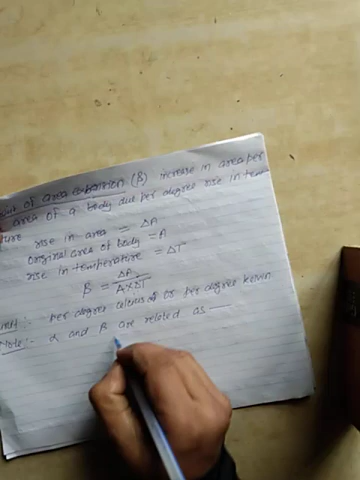 of area expansion (β) increase in area per
area of a body due per degree rise in tem
rise in area = ΔA
original area of body = A
rise in temperature = ΔT
β = ΔA / A×ΔT
Unit :- per degree celcius or per degree kelvin
Note :- α and β are related as —